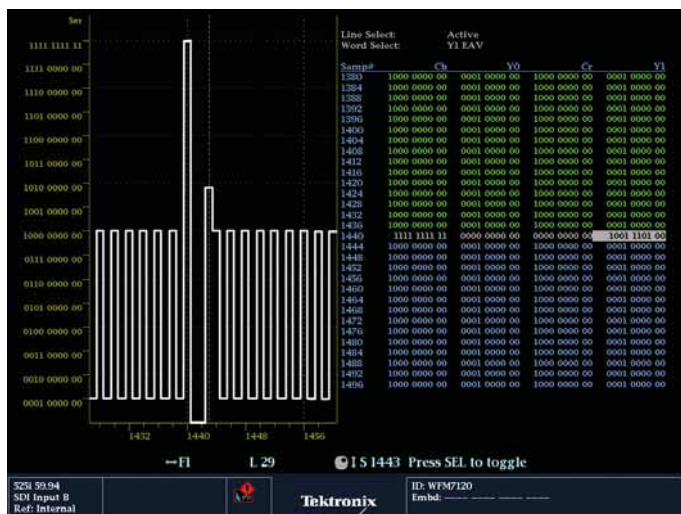 Ser
1111 1111 11
1111 0000 00
1110 0000 00
1101 0000 00
1100 0000 00
1011 0000 00
1010 0000 00
1001 0000 00
1000 0000 00
0111 0000 00
0110 0000 00
0101 0000 00
0100 0000 00
0011 0000 00
0010 0000 00
0001 0000 00
1432 1440 1448 1456
Line Select: Active
Word Select: Y1 EAV
Samp# Cb Y0 Cr Y1
1380 1000 0000 00 0001 0000 00 1000 0000 00 0001 0000 00
1384 1000 0000 00 0001 0000 00 1000 0000 00 0001 0000 00
1388 1000 0000 00 0001 0000 00 1000 0000 00 0001 0000 00
1392 1000 0000 00 0001 0000 00 1000 0000 00 0001 0000 00
1396 1000 0000 00 0001 0000 00 1000 0000 00 0001 0000 00
1400 1000 0000 00 0001 0000 00 1000 0000 00 0001 0000 00
1404 1000 0000 00 0001 0000 00 1000 0000 00 0001 0000 00
1408 1000 0000 00 0001 0000 00 1000 0000 00 0001 0000 00
1412 1000 0000 00 0001 0000 00 1000 0000 00 0001 0000 00
1416 1000 0000 00 0001 0000 00 1000 0000 00 0001 0000 00
1420 1000 0000 00 0001 0000 00 1000 0000 00 0001 0000 00
1424 1000 0000 00 0001 0000 00 1000 0000 00 0001 0000 00
1428 1000 0000 00 0001 0000 00 1000 0000 00 0001 0000 00
1432 1000 0000 00 0001 0000 00 1000 0000 00 0001 0000 00
1436 1000 0000 00 0001 0000 00 1000 0000 00 0001 0000 00
1440 1111 1111 11 0000 0000 00 0000 0000 00 1001 1101 00
1444 1000 0000 00 0001 0000 00 1000 0000 00 0001 0000 00
1448 1000 0000 00 0001 0000 00 1000 0000 00 0001 0000 00
1452 1000 0000 00 0001 0000 00 1000 0000 00 0001 0000 00
1456 1000 0000 00 0001 0000 00 1000 0000 00 0001 0000 00
1460 1000 0000 00 0001 0000 00 1000 0000 00 0001 0000 00
1464 1000 0000 00 0001 0000 00 1000 0000 00 0001 0000 00
1468 1000 0000 00 0001 0000 00 1000 0000 00 0001 0000 00
1472 1000 0000 00 0001 0000 00 1000 0000 00 0001 0000 00
1476 1000 0000 00 0001 0000 00 1000 0000 00 0001 0000 00
1480 1000 0000 00 0001 0000 00 1000 0000 00 0001 0000 00
1484 1000 0000 00 0001 0000 00 1000 0000 00 0001 0000 00
1488 1000 0000 00 0001 0000 00 1000 0000 00 0001 0000 00
1492 1000 0000 00 0001 0000 00 1000 0000 00 0001 0000 00
1496 1000 0000 00 0001 0000 00 1000 0000 00 0001 0000 00
↔F1 L 29 S 1443 Press SEL to toggle
525i 59.94
SDI Input B
Ref: Internal
Tektronix
ID: WFM7120
Embd: ---- ---- ---- ----